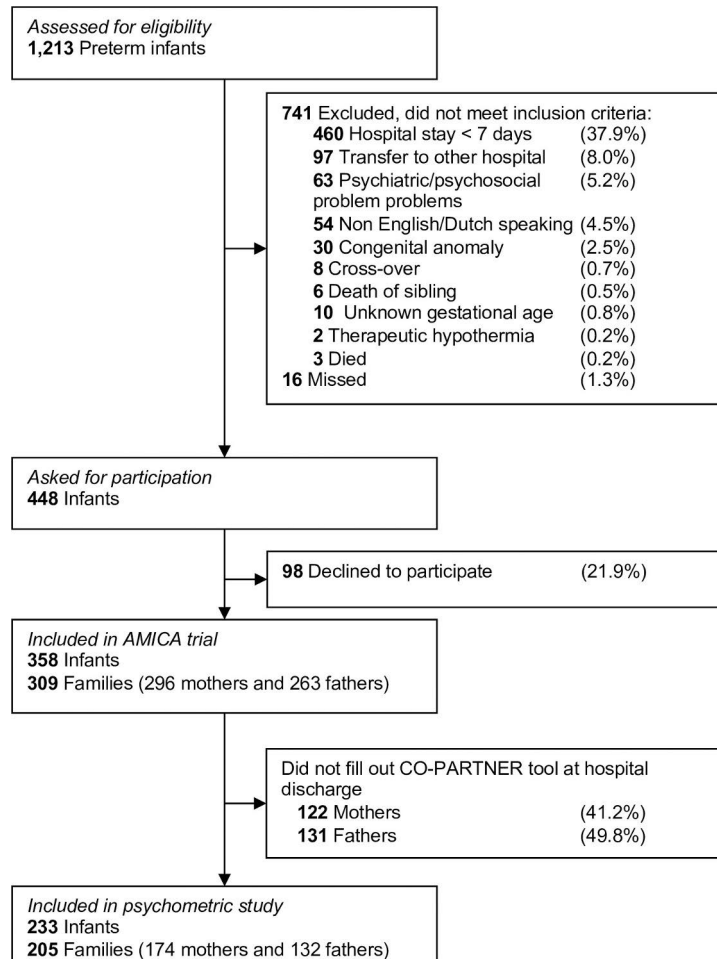 Assessed for eligibility
1,213 Preterm infants
741 Excluded, did not meet inclusion criteria:
460 Hospital stay < 7 days (37.9%)
97 Transfer to other hospital (8.0%)
63 Psychiatric/psychosocial (5.2%)
problem problems
54 Non English/Dutch speaking (4.5%)
30 Congenital anomaly (2.5%)
8 Cross-over (0.7%)
6 Death of sibling (0.5%)
10 Unknown gestational age (0.8%)
2 Therapeutic hypothermia (0.2%)
3 Died (0.2%)
16 Missed (1.3%)
Asked for participation
448 Infants
98 Declined to participate (21.9%)
Included in AMICA trial
358 Infants
309 Families (296 mothers and 263 fathers)
Did not fill out CO-PARTNER tool at hospital
discharge
122 Mothers (41.2%)
131 Fathers (49.8%)
Included in psychometric study
233 Infants
205 Families (174 mothers and 132 fathers)